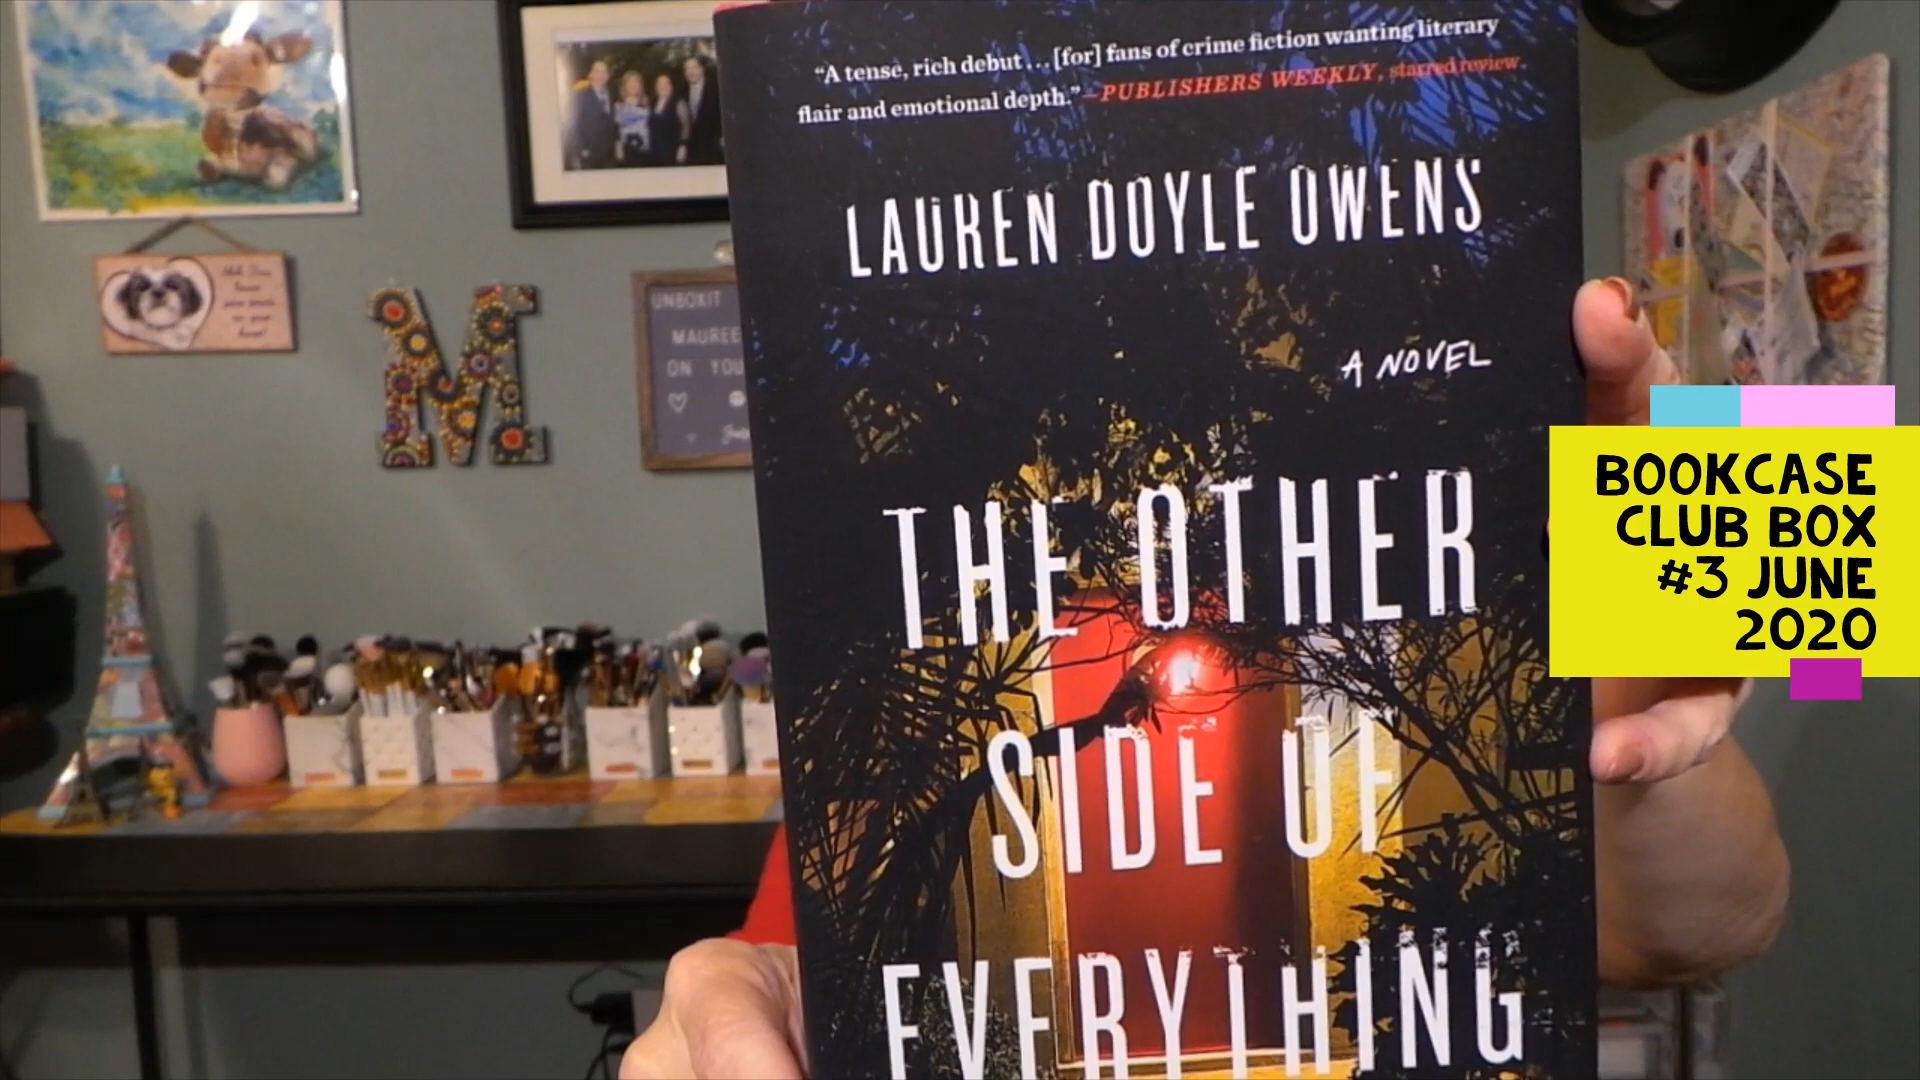 “A tense, rich debut . . . [for] fans of crime fiction wanting literary
flair and emotional depth.” —PUBLISHERS WEEKLY, starred review.
LAUREN DOYLE OWENS
A NOVEL
THE OTHER
SIDE OF
EVERYTHING
BOOKCASE
CLUB BOX
#3 JUNE
2020
UNBOXIT
MAUREE
ON YOU